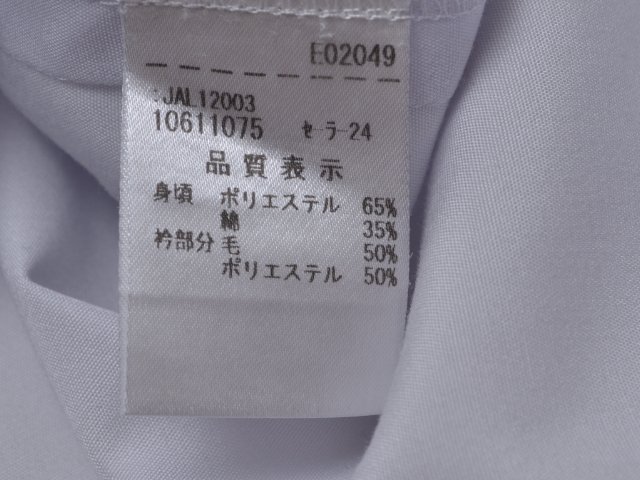 E02049
:JAL12003
10611075 セ-ラ-24
品質表示
身頃 ポリエステル 65%
綿 35%
衿部分 毛 50%
ポリエステル 50%